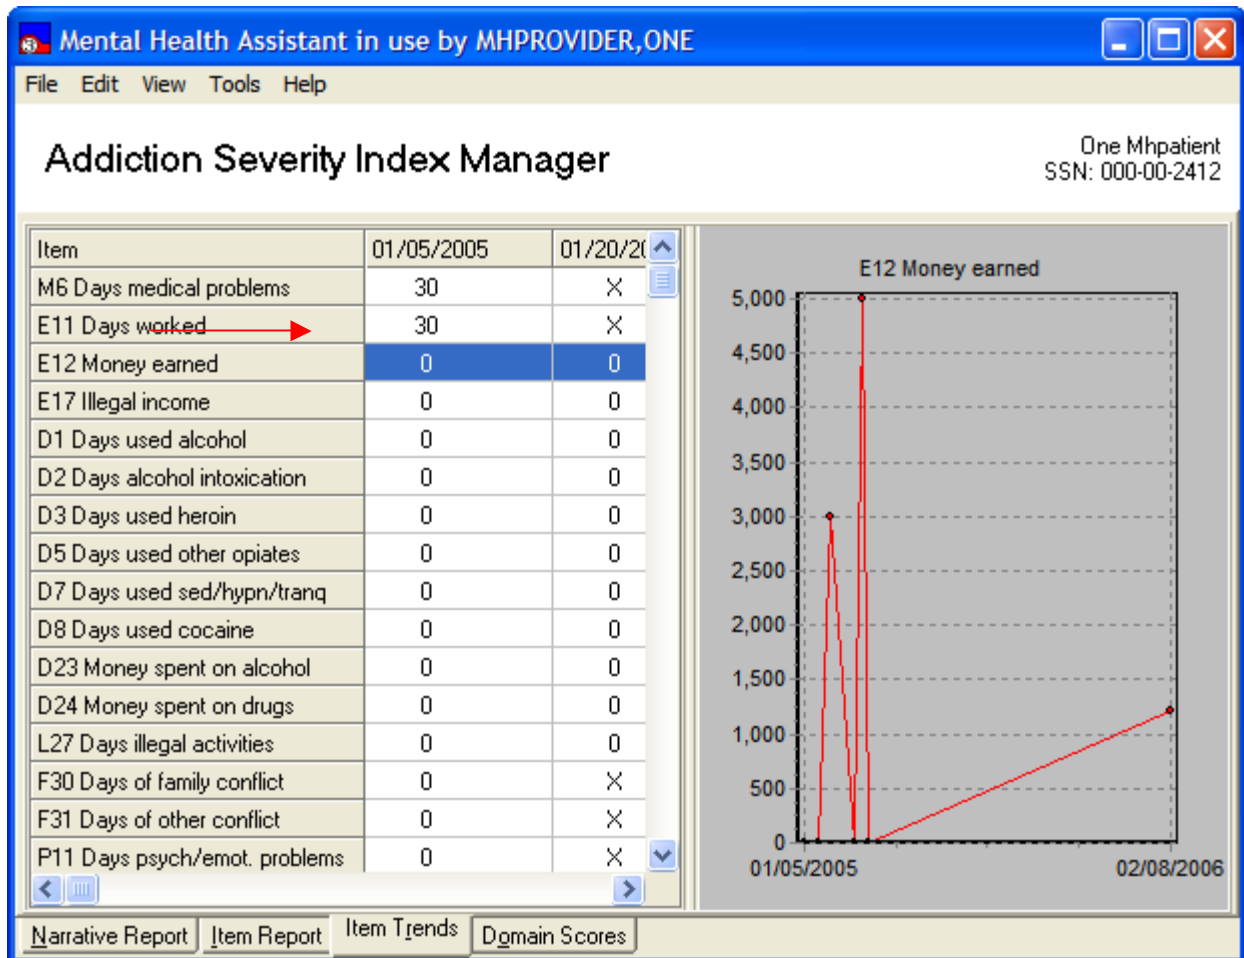 Mental Health Assistant in use by MHPROVIDER,ONE
File Edit View Tools Help
Addiction Severity Index Manager
One Mhpatient
SSN: 000-00-2412
Item 01/05/2005 01/20/20
M6 Days medical problems 30 X
E11 Days worked 30 X
E12 Money earned 0 0
E17 Illegal income 0 0
D1 Days used alcohol 0 0
D2 Days alcohol intoxication 0 0
D3 Days used heroin 0 0
D5 Days used other opiates 0 0
D7 Days used sed/hypn/tranq 0 0
D8 Days used cocaine 0 0
D23 Money spent on alcohol 0 0
D24 Money spent on drugs 0 0
L27 Days illegal activities 0 0
F30 Days of family conflict 0 X
F31 Days of other conflict 0 X
P11 Days psych/emot. problems 0 X
E12 Money earned
5,000
4,500
4,000
3,500
3,000
2,500
2,000
1,500
1,000
500
0
01/05/2005 02/08/2006
Narrative Report Item Report Item Trends Domain Scores